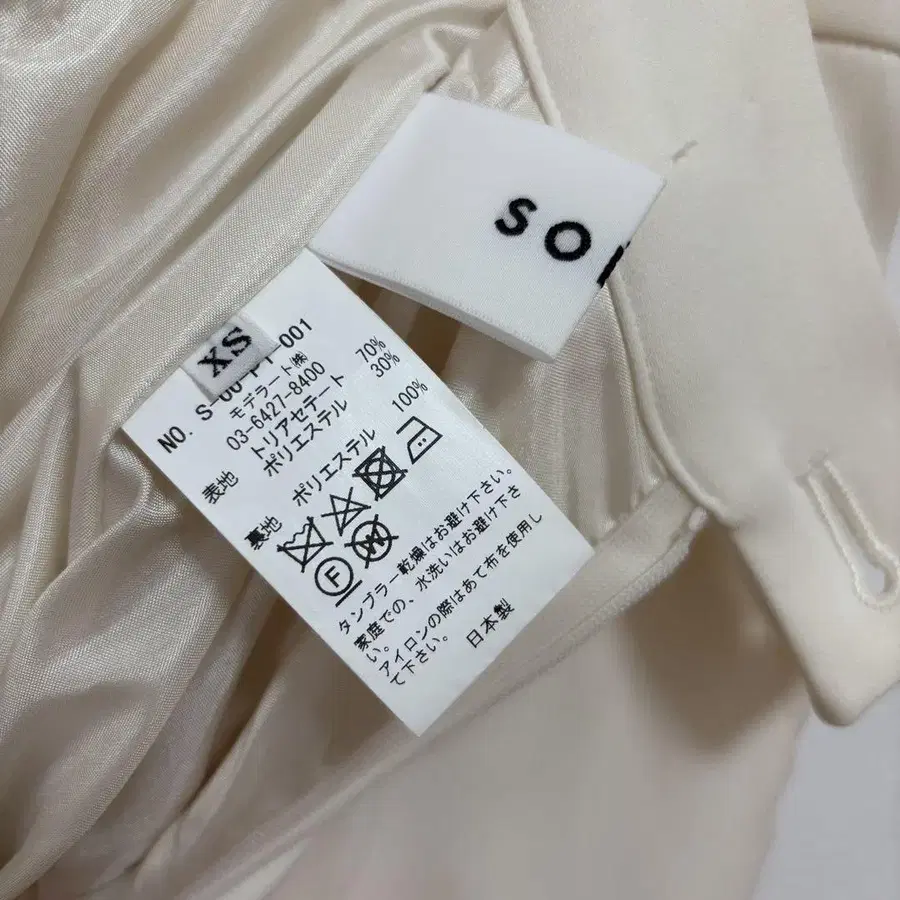 SO
XS
NO. S 001
モデラート㈱
03-6427-8400
表地 トリアセテート 70%
ポリエステル 30%
裏地 ポリエステル 100%
F W
タンブラー乾燥はお避け下さい。
家庭での、水洗いはお避け下さ
い。
アイロンの際はあて布を使用し
て下さい。
日本製